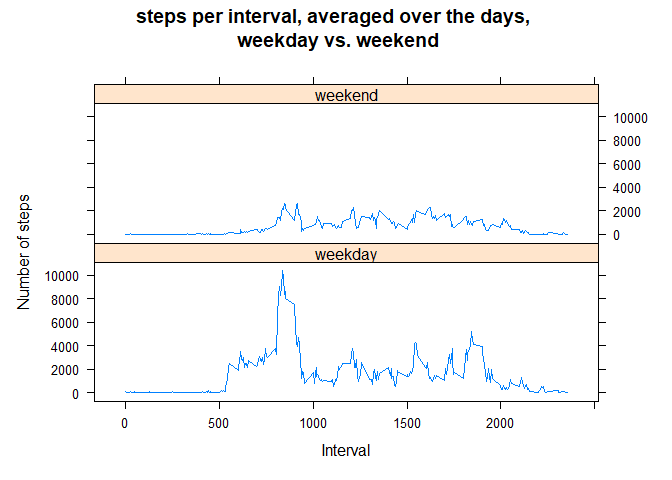 steps per interval, averaged over the days,
weekday vs. weekend
weekend
10000
8000
6000
4000
2000
0
Number of steps
weekday
10000
8000
6000
4000
2000
0
0 500 1000 1500 2000
Interval